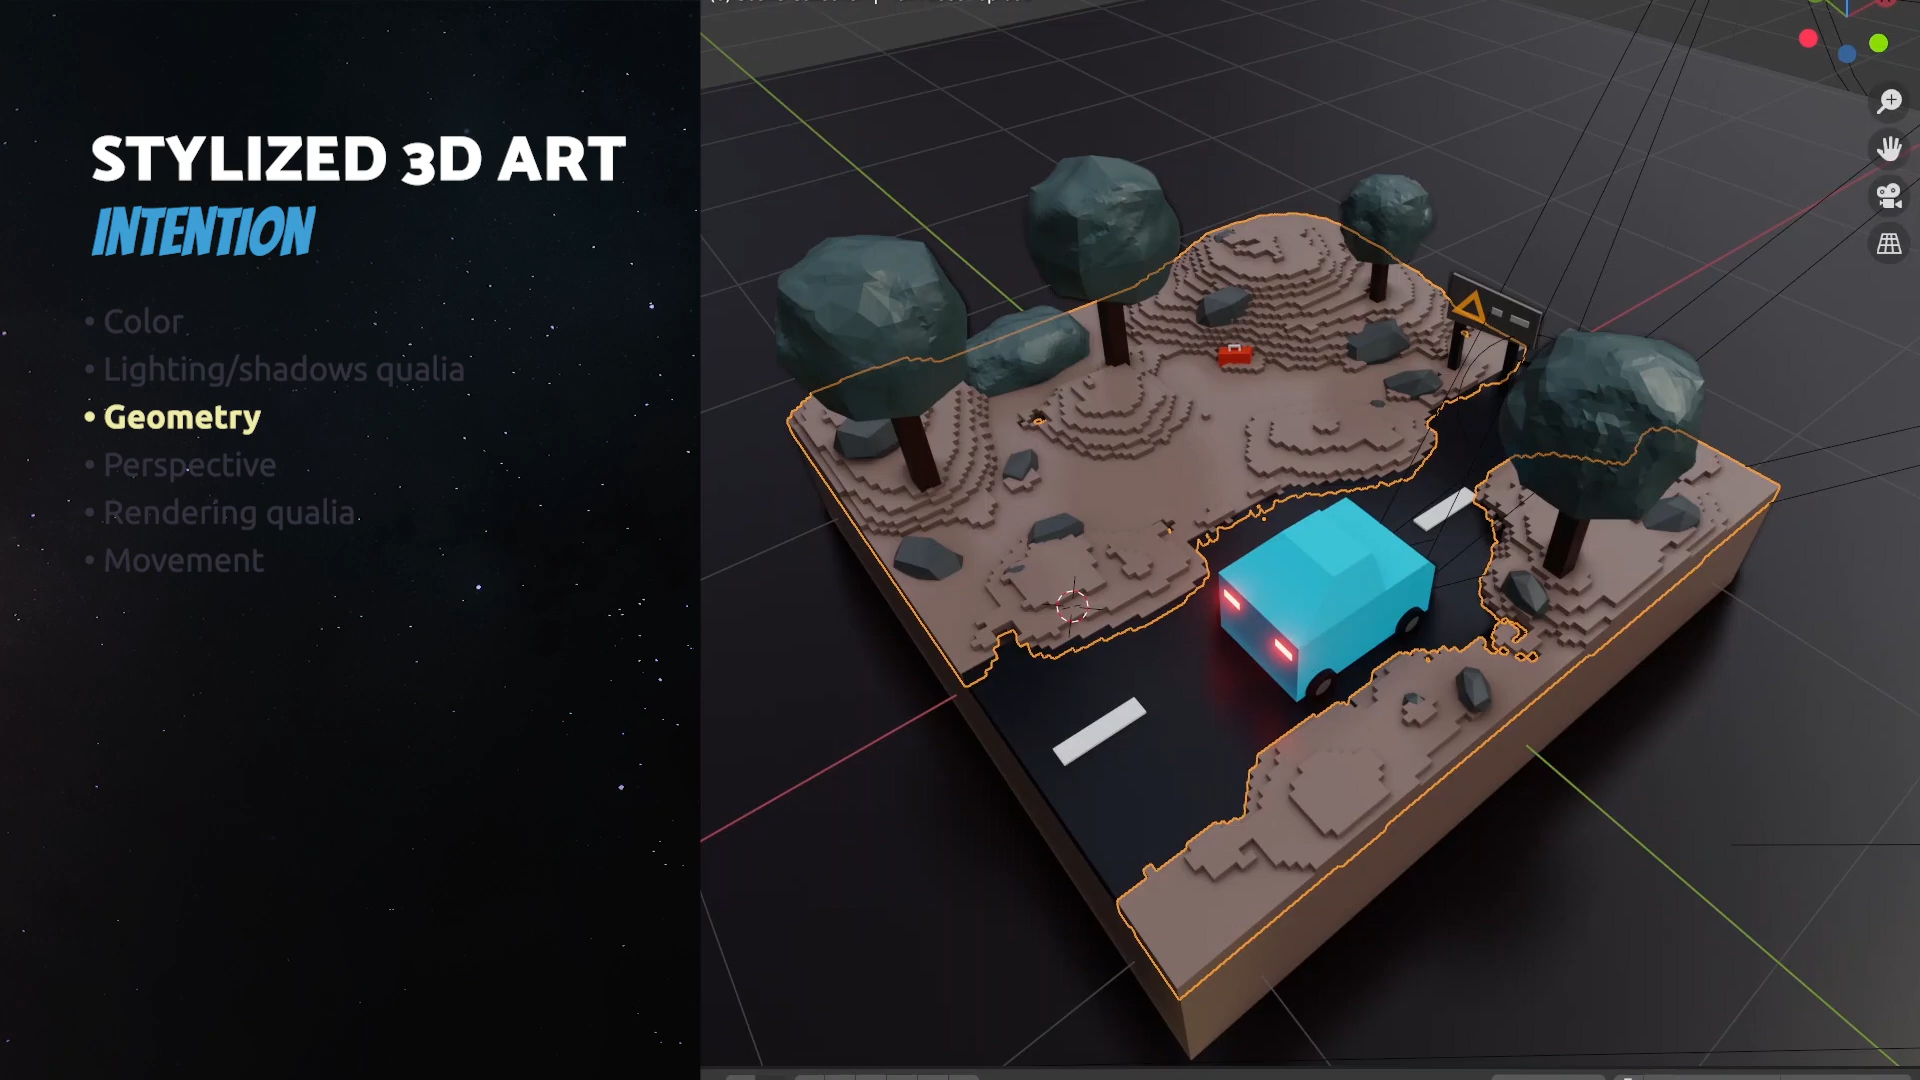 STYLIZED 3D ART
INTENTION
• Color
• Lighting/shadows qualia
• Geometry
• Perspective
• Rendering qualia
• Movement